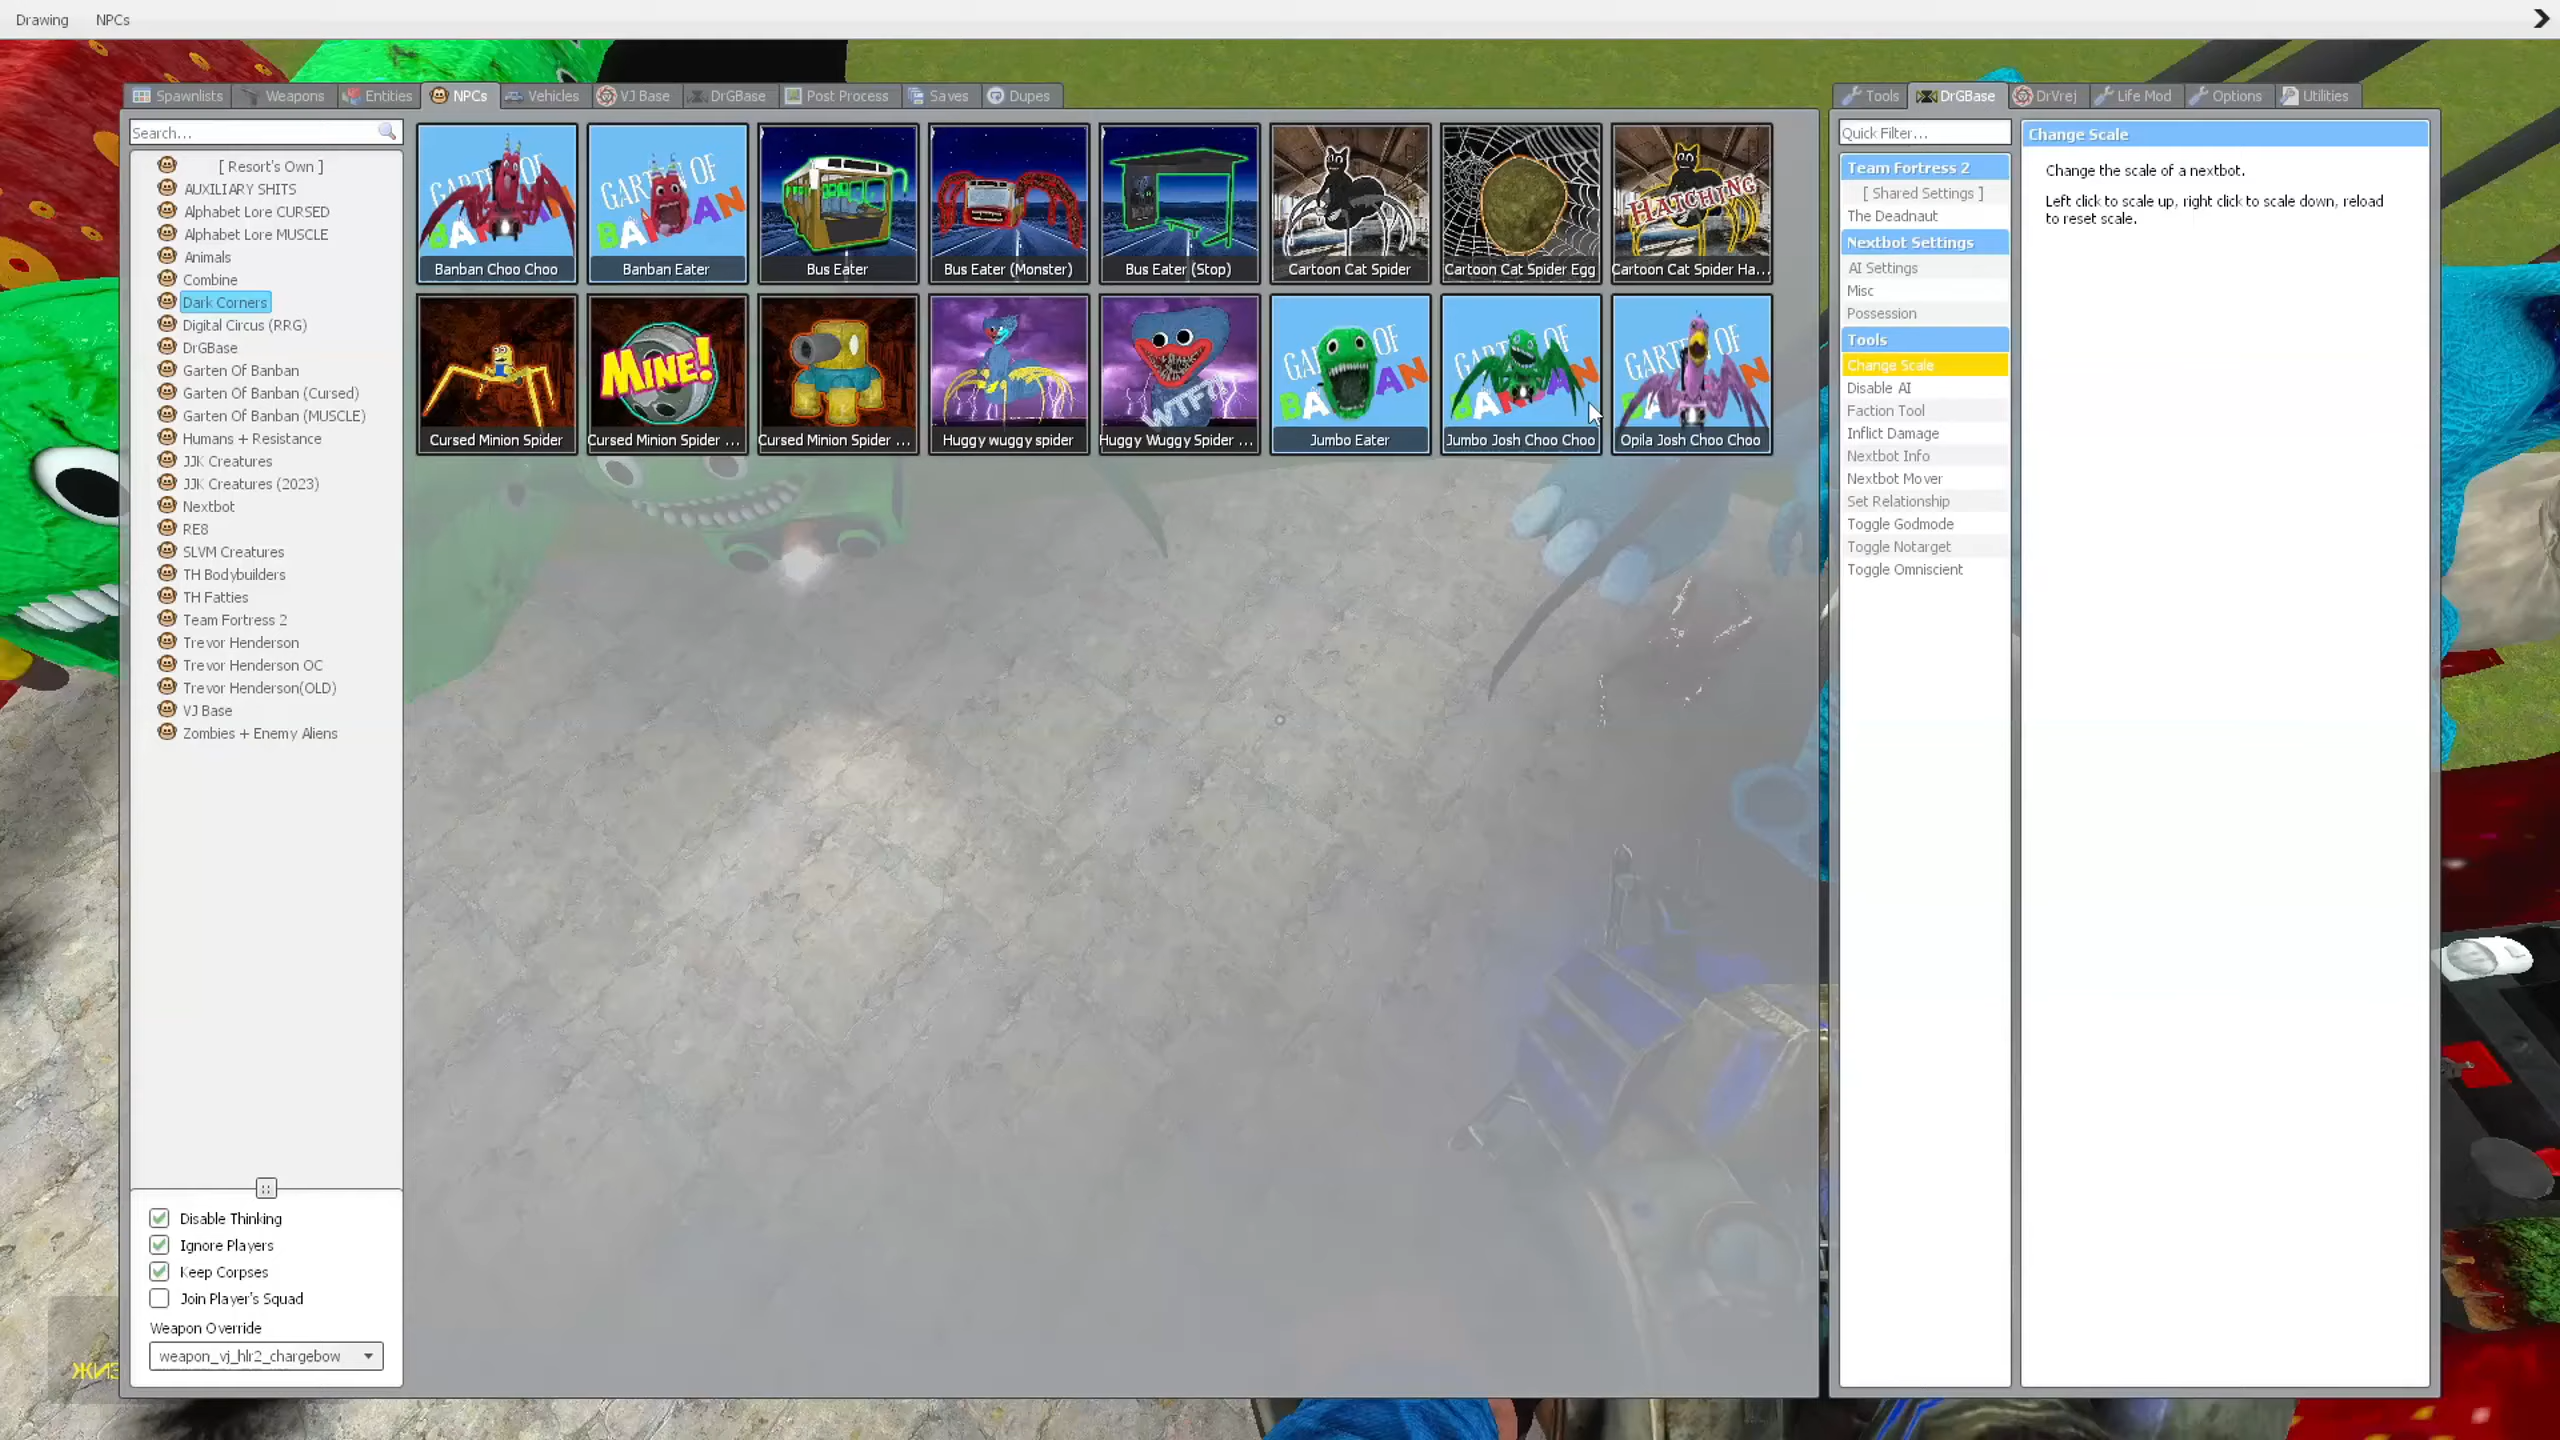 Drawing NPCs
Spawnlists Weapons Entities NPCs Vehicles VJ Base DrGBase Post Process Saves Dupes
Tools DrGBase DrVrej Life Mod Options Utilities
Search...
[ Resort's Own ]
AUXILIARY SHITS
Alphabet Lore CURSED
Alphabet Lore MUSCLE
Animals
Combine
Dark Corners
Digital Circus (RRG)
DrGBase
Garten Of Banban
Garten Of Banban (Cursed)
Garten Of Banban (MUSCLE)
Humans + Resistance
JJK Creatures
JJK Creatures (2023)
Nextbot
RE8
SLVM Creatures
TH Bodybuilders
TH Fatties
Team Fortress 2
Trevor Henderson
Trevor Henderson OC
Trevor Henderson(OLD)
VJ Base
Zombies + Enemy Aliens
Disable Thinking
Ignore Players
Keep Corpses
Join Player's Squad
Weapon Override
weapon_vj_hlr2_chargebow
HATCHING
Banban Choo Choo
Banban Eater
Bus Eater
Bus Eater (Monster)
Bus Eater (Stop)
Cartoon Cat Spider
Cartoon Cat Spider Egg
Cartoon Cat Spider Ha...
MINE!
WTF?!
Cursed Minion Spider
Cursed Minion Spider ...
Cursed Minion Spider ...
Huggy wuggy spider
Huggy Wuggy Spider ...
Jumbo Eater
Jumbo Josh Choo Choo
Opila Josh Choo Choo
Quick Filter...
Team Fortress 2
[ Shared Settings ]
The Deadnaut
Nextbot Settings
AI Settings
Misc
Possession
Tools
Change Scale
Disable AI
Faction Tool
Inflict Damage
Nextbot Info
Nextbot Mover
Set Relationship
Toggle Godmode
Toggle Notarget
Toggle Omniscient
Change Scale
Change the scale of a nextbot.
Left click to scale up, right click to scale down, reload
to reset scale.